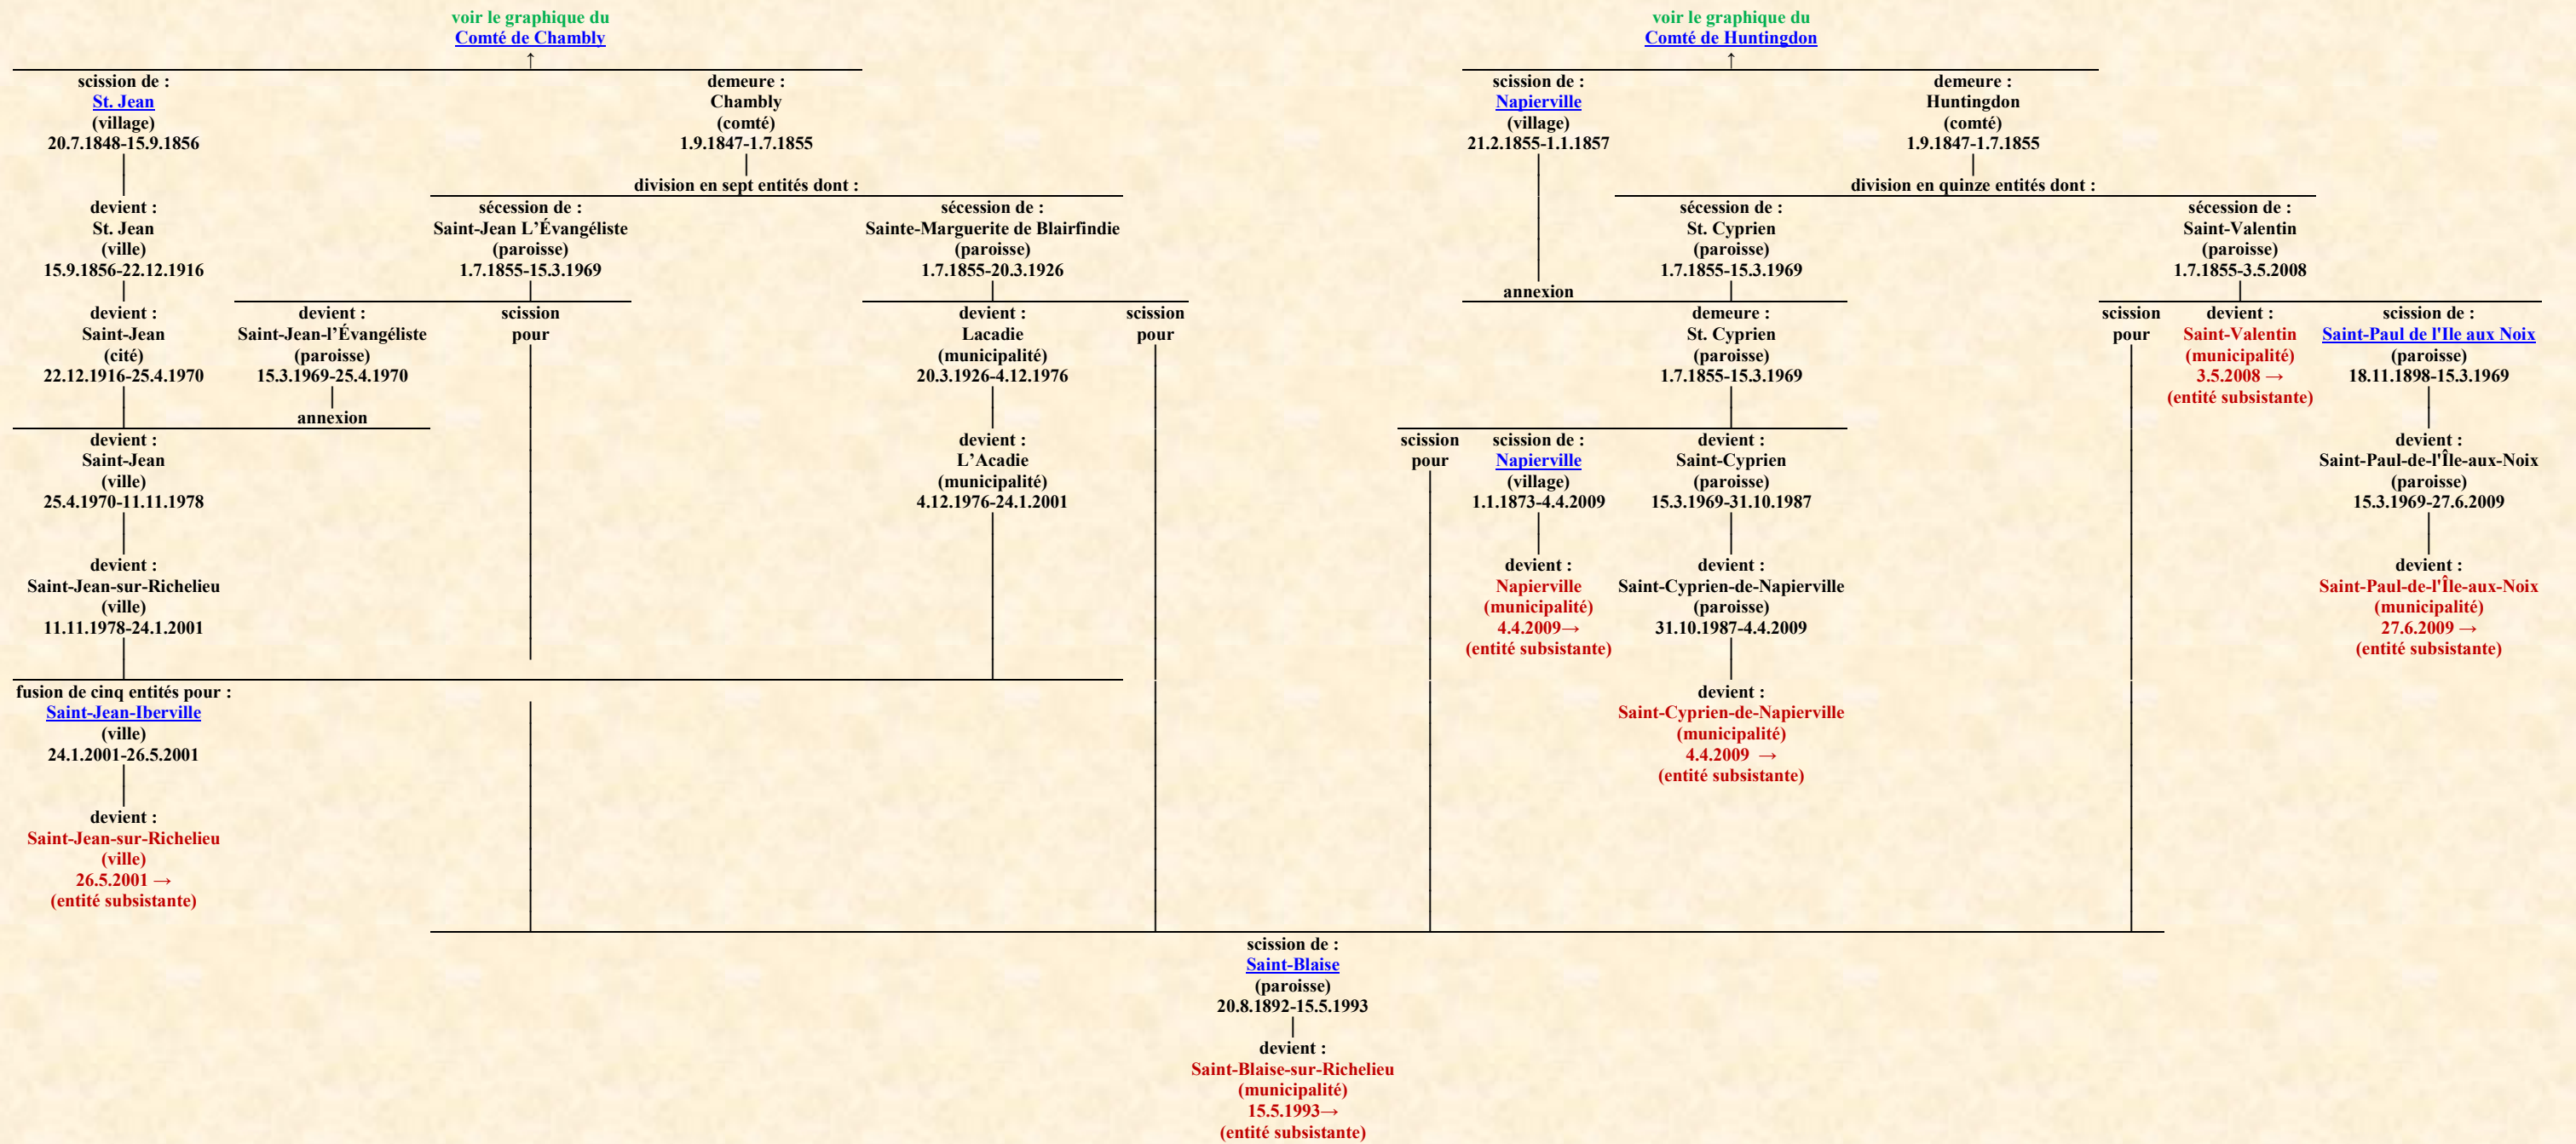 voir le graphique du
Comté de Chambly
↑
scission de :
St. Jean
(village)
20.7.1848-15.9.1856
demeure :
Chambly
(comté)
1.9.1847-1.7.1855
division en sept entités dont :
devient :
St. Jean
(ville)
15.9.1856-22.12.1916
sécession de :
Saint-Jean L’Évangéliste
(paroisse)
1.7.1855-15.3.1969
sécession de :
Sainte-Marguerite de Blairfindie
(paroisse)
1.7.1855-20.3.1926
devient :
Saint-Jean
(cité)
22.12.1916-25.4.1970
devient :
Saint-Jean-l’Évangéliste
(paroisse)
15.3.1969-25.4.1970
annexion
scission
pour
devient :
Lacadie
(municipalité)
20.3.1926-4.12.1976
scission
pour
devient :
Saint-Jean
(ville)
25.4.1970-11.11.1978
devient :
L’Acadie
(municipalité)
4.12.1976-24.1.2001
devient :
Saint-Jean-sur-Richelieu
(ville)
11.11.1978-24.1.2001
fusion de cinq entités pour :
Saint-Jean-Iberville
(ville)
24.1.2001-26.5.2001
devient :
Saint-Jean-sur-Richelieu
(ville)
26.5.2001 →
(entité subsistante)
voir le graphique du
Comté de Huntingdon
↑
scission de :
Napierville
(village)
21.2.1855-1.1.1857
annexion
demeure :
Huntingdon
(comté)
1.9.1847-1.7.1855
division en quinze entités dont :
sécession de :
St. Cyprien
(paroisse)
1.7.1855-15.3.1969
sécession de :
Saint-Valentin
(paroisse)
1.7.1855-3.5.2008
demeure :
St. Cyprien
(paroisse)
1.7.1855-15.3.1969
scission
pour
devient :
Saint-Valentin
(municipalité)
3.5.2008 →
(entité subsistante)
scission de :
Saint-Paul de l'Ile aux Noix
(paroisse)
18.11.1898-15.3.1969
scission
pour
scission de :
Napierville
(village)
1.1.1873-4.4.2009
devient :
Saint-Cyprien
(paroisse)
15.3.1969-31.10.1987
devient :
Saint-Paul-de-l'Île-aux-Noix
(paroisse)
15.3.1969-27.6.2009
devient :
Napierville
(municipalité)
4.4.2009→
(entité subsistante)
devient :
Saint-Cyprien-de-Napierville
(paroisse)
31.10.1987-4.4.2009
devient :
Saint-Paul-de-l'Île-aux-Noix
(municipalité)
27.6.2009 →
(entité subsistante)
devient :
Saint-Cyprien-de-Napierville
(municipalité)
4.4.2009 →
(entité subsistante)
scission de :
Saint-Blaise
(paroisse)
20.8.1892-15.5.1993
devient :
Saint-Blaise-sur-Richelieu
(municipalité)
15.5.1993→
(entité subsistante)